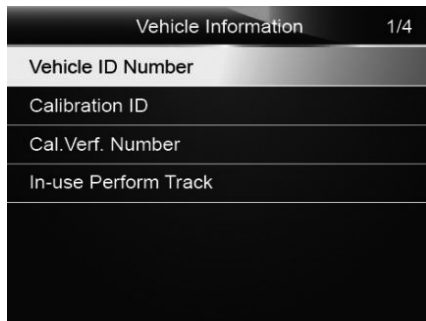 Vehicle Information 1/4
Vehicle ID Number
Calibration ID
Cal.Verf. Number
In-use Perform Track